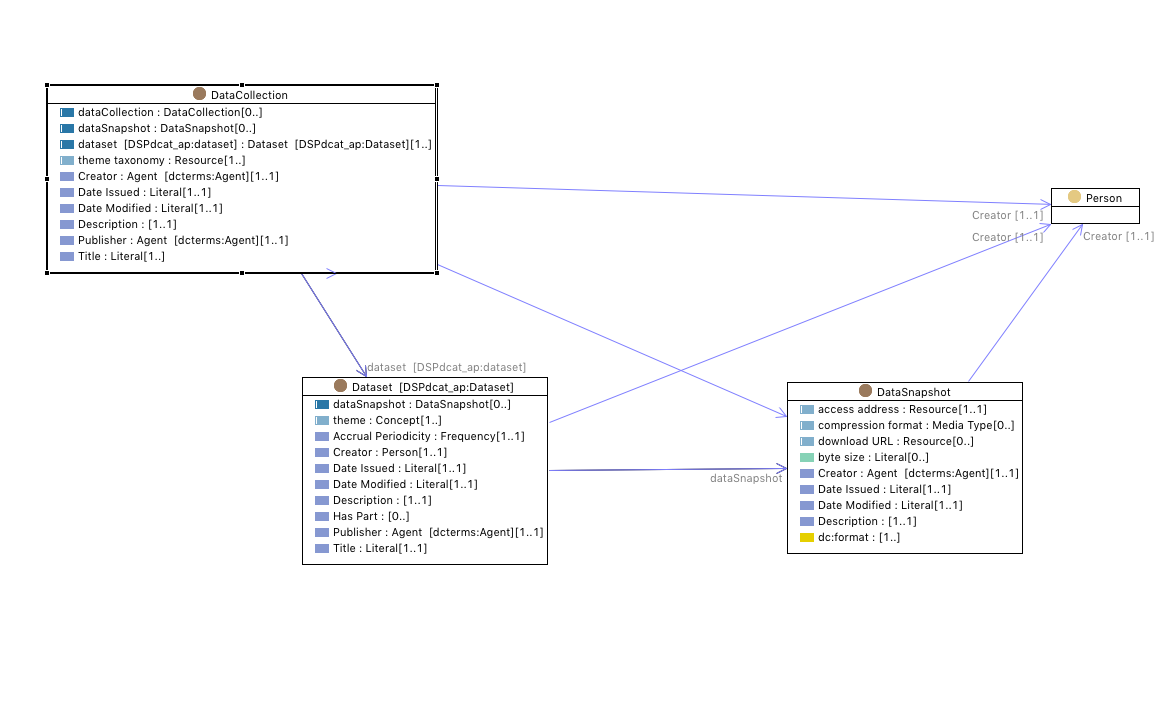 DataCollection
dataCollection : DataCollection[0..]
dataSnapshot : DataSnapshot[0..]
dataset  [DSPdcat_ap:dataset] : Dataset  [DSPdcat_ap:Dataset][1..]
theme taxonomy : Resource[1..]
Creator : Agent  [dcterms:Agent][1..1]
Date Issued : Literal[1..1]
Date Modified : Literal[1..1]
Description : [1..1]
Publisher : Agent  [dcterms:Agent][1..1]
Title : Literal[1..]
Person
Creator [1..1]
Creator [1..1]
Creator [1..1]
dataset  [DSPdcat_ap:dataset]
Dataset  [DSPdcat_ap:Dataset]
dataSnapshot : DataSnapshot[0..]
theme : Concept[1..]
Accrual Periodicity : Frequency[1..1]
Creator : Person[1..1]
Date Issued : Literal[1..1]
Date Modified : Literal[1..1]
Description : [1..1]
Has Part : [0..]
Publisher : Agent  [dcterms:Agent][1..1]
Title : Literal[1..1]
dataSnapshot
DataSnapshot
access address : Resource[1..1]
compression format : Media Type[0..]
download URL : Resource[0..]
byte size : Literal[0..]
Creator : Agent  [dcterms:Agent][1..1]
Date Issued : Literal[1..1]
Date Modified : Literal[1..1]
Description : [1..1]
dc:format : [1..]